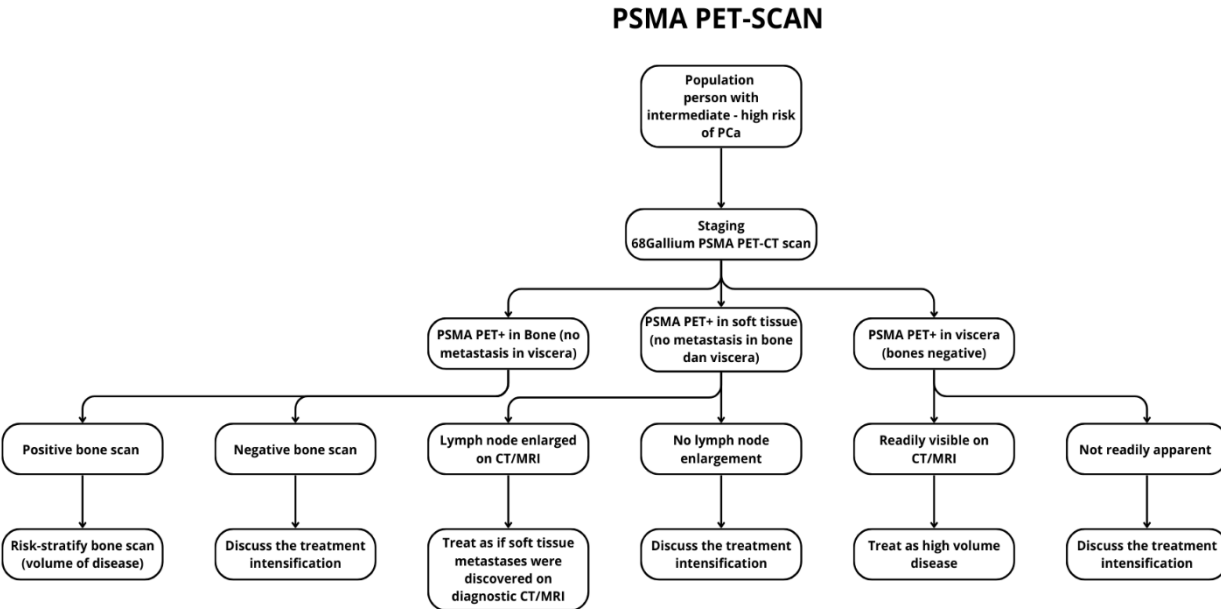 PSMA PET-SCAN
Population
person with
intermediate - high risk
of PCa
Staging
68Gallium PSMA PET-CT scan
PSMA PET+ in Bone (no
metastasis in viscera)
PSMA PET+ in soft tissue
(no metastasis in bone
dan viscera)
PSMA PET+ in viscera
(bones negative)
Positive bone scan
Negative bone scan
Lymph node enlarged
on CT/MRI
No lymph node
enlargement
Readily visible on
CT/MRI
Not readily apparent
Risk-stratify bone scan
(volume of disease)
Discuss the treatment
intensification
Treat as if soft tissue
metastases were
discovered on
diagnostic CT/MRI
Discuss the treatment
intensification
Treat as high volume
disease
Discuss the treatment
intensification